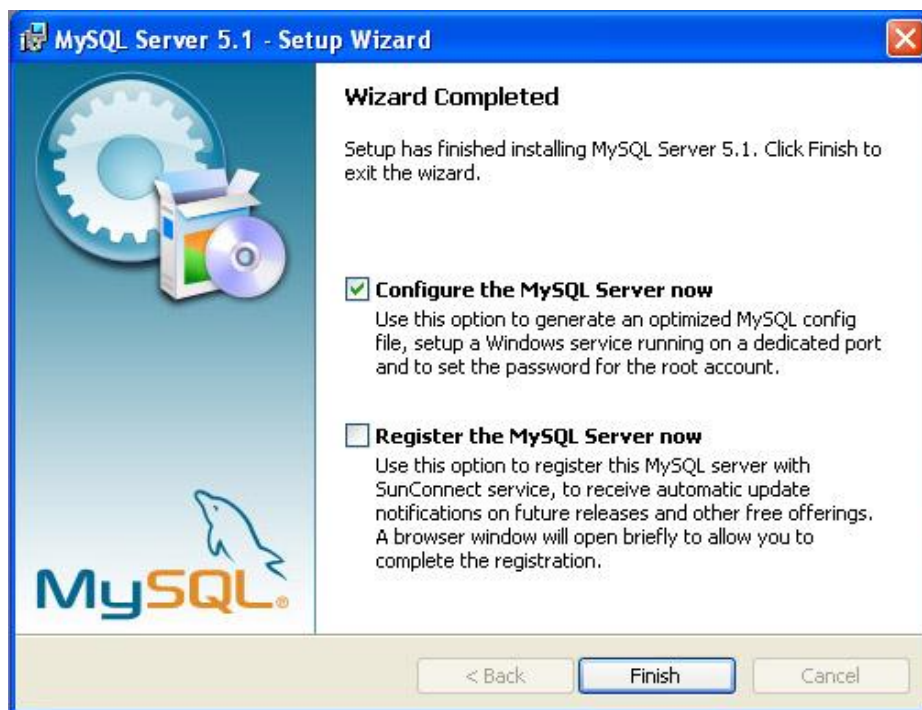 MySQL Server 5.1 - Setup Wizard
Wizard Completed
Setup has finished installing MySQL Server 5.1. Click Finish to
exit the wizard.
Configure the MySQL Server now
Use this option to generate an optimized MySQL config
file, setup a Windows service running on a dedicated port
and to set the password for the root account.
Register the MySQL Server now
Use this option to register this MySQL server with
SunConnect service, to receive automatic update
notifications on future releases and other free offerings.
A browser window will open briefly to allow you to
complete the registration.
MySQL®
< Back
Finish
Cancel